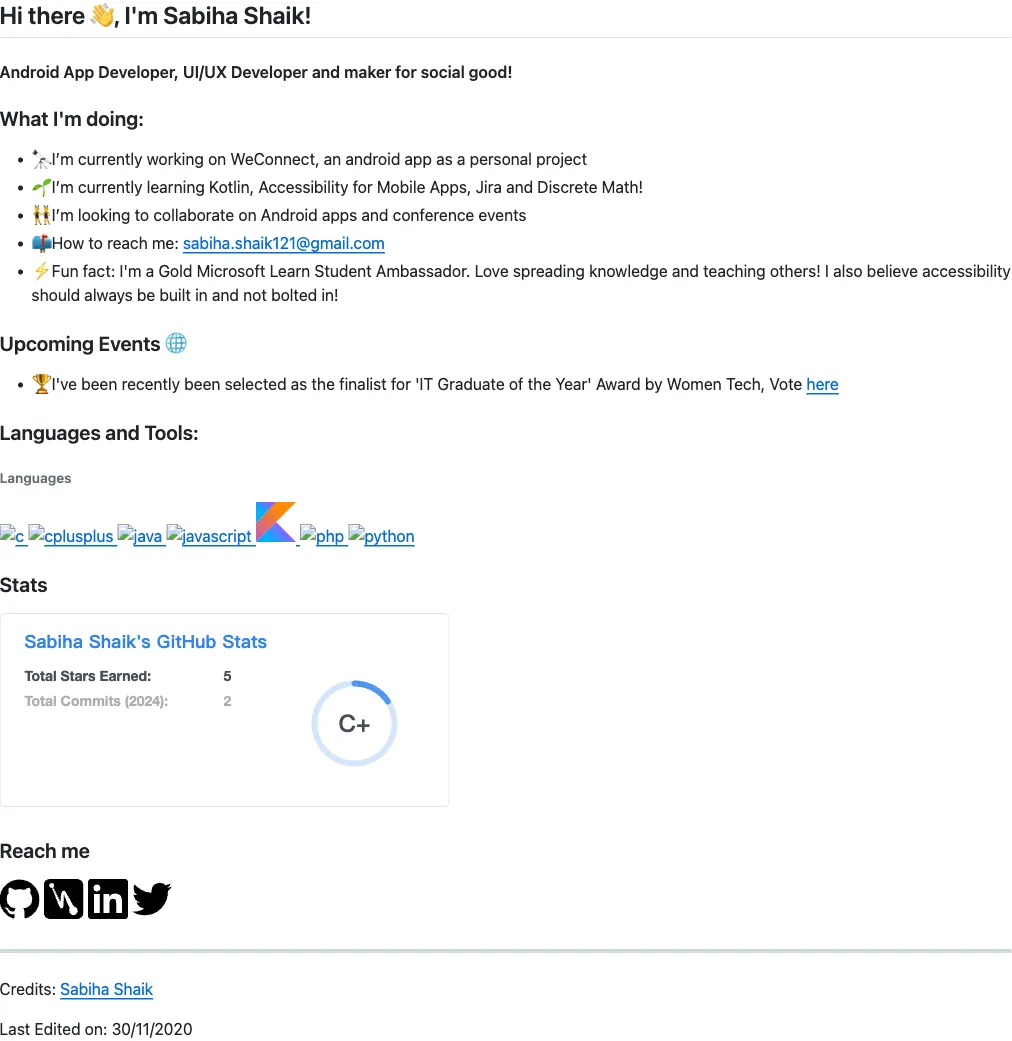 Hi there 👋, I'm Sabiha Shaik!
Android App Developer, UI/UX Developer and maker for social good!
What I'm doing:
🔭I’m currently working on WeConnect, an android app as a personal project
🌱I’m currently learning Kotlin, Accessibility for Mobile Apps, Jira and Discrete Math!
👯I’m looking to collaborate on Android apps and conference events
📫How to reach me: sabiha.shaik121@gmail.com
⚡Fun fact: I'm a Gold Microsoft Learn Student Ambassador. Love spreading knowledge and teaching others! I also believe accessibility
should always be built in and not bolted in!
Upcoming Events 🌐
🏆I've been recently been selected as the finalist for 'IT Graduate of the Year' Award by Women Tech, Vote here
Languages and Tools:
Languages
c cplusplus java javascript php python
Stats
Sabiha Shaik's GitHub Stats
Total Stars Earned: 5
Total Commits (2024): 2
C+
Reach me
in
Credits: Sabiha Shaik
Last Edited on: 30/11/2020